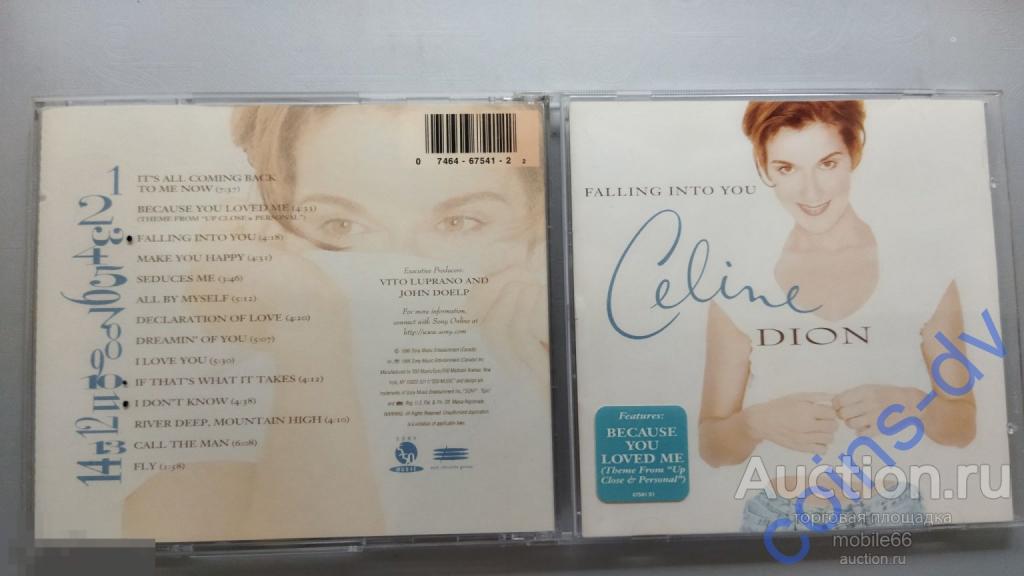 0 7464-67541-2 2
1
2
3
4
5
6
7
8
9
10
11
12
13
14
IT'S ALL COMING BACK
TO ME NOW (7:37)
BECAUSE YOU LOVED ME (4:33)
(THEME FROM "UP CLOSE & PERSONAL")
FALLING INTO YOU (4:18)
MAKE YOU HAPPY (4:31)
SEDUCES ME (3:46)
ALL BY MYSELF (5:12)
DECLARATION OF LOVE (4:20)
DREAMIN' OF YOU (5:07)
I LOVE YOU (5:30)
IF THAT'S WHAT IT TAKES (4:12)
I DON'T KNOW (4:38)
RIVER DEEP, MOUNTAIN HIGH (4:10)
CALL THE MAN (6:08)
FLY (2:58)
Executive Producers:
VITO LUPRANO AND
JOHN DOELP
For more information,
connect with Sony Online at
http://www.sony.com
SONY
550
MUSIC
FALLING INTO YOU
Celine
DION
Features:
BECAUSE
YOU
LOVED ME
(Theme From "Up
Close & Personal")
67541 S1
coins-dv
Auction.ru
торговая площадка
mobile66
auction.ru